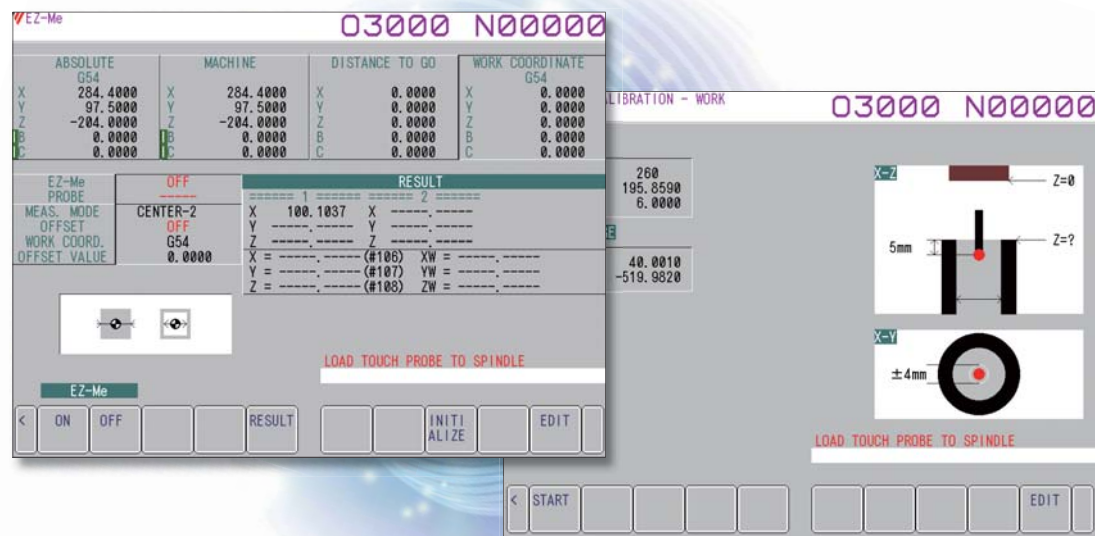 EZ-Me O3000 N00000
ABSOLUTE MACHINE DISTANCE TO GO WORK COORDINATE
G54 G54
X 284.4000 X 284.4000 X 0.0000 X 0.0000
Y 97.5000 Y 97.5000 Y 0.0000 Y 0.0000
Z -204.0000 Z -204.0000 Z 0.0000 Z 0.0000
B 0.0000 B 0.0000 B 0.0000 B 0.0000
C 0.0000 C 0.0000 C 0.0000 C 0.0000
EZ-Me OFF RESULT
PROBE ----- ====== 1 ====== ====== 2 ======
MEAS. MODE CENTER-2 X 100.1037 X -----.----
OFFSET OFF Y -----.---- Y -----.----
WORK COORD. G54 Z -----.---- Z -----.----
OFFSET VALUE 0.0000 X = -----.----(#106) XW = -----.----
Y = -----.----(#107) YW = -----.----
Z = -----.----(#108) ZW = -----.----
LOAD TOUCH PROBE TO SPINDLE
EZ-Me
< ON OFF RESULT INITI EDIT
ALIZE
LIBRATION - WORK O3000 N00000
260
195.8590
6.0000
40.0010
-519.9820
X-Z
Z=0
5mm Z=?
X-Y
±4mm
LOAD TOUCH PROBE TO SPINDLE
< START EDIT